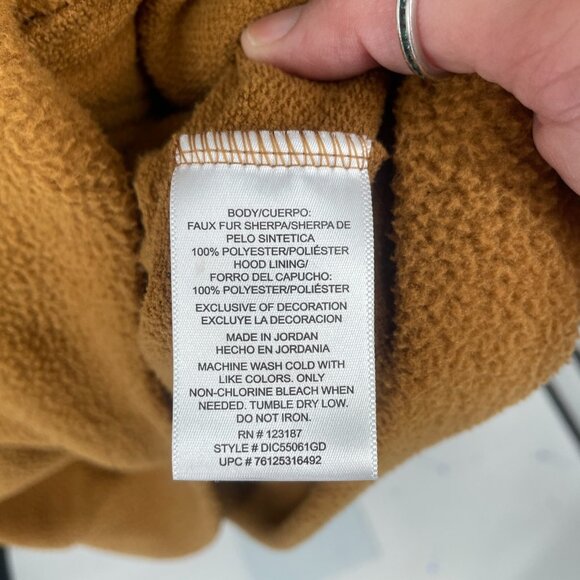 BODY/CUERPO:
FAUX FUR SHERPA/SHERPA DE
PELO SINTETICA
100% POLYESTER/POLIÉSTER
HOOD LINING/
FORRO DEL CAPUCHO:
100% POLYESTER/POLIÉSTER
EXCLUSIVE OF DECORATION
EXCLUYE LA DECORACION
MADE IN JORDAN
HECHO EN JORDANIA
MACHINE WASH COLD WITH
LIKE COLORS. ONLY
NON-CHLORINE BLEACH WHEN
NEEDED. TUMBLE DRY LOW.
DO NOT IRON.
RN # 123187
STYLE # DIC55061GD
UPC # 76125316492